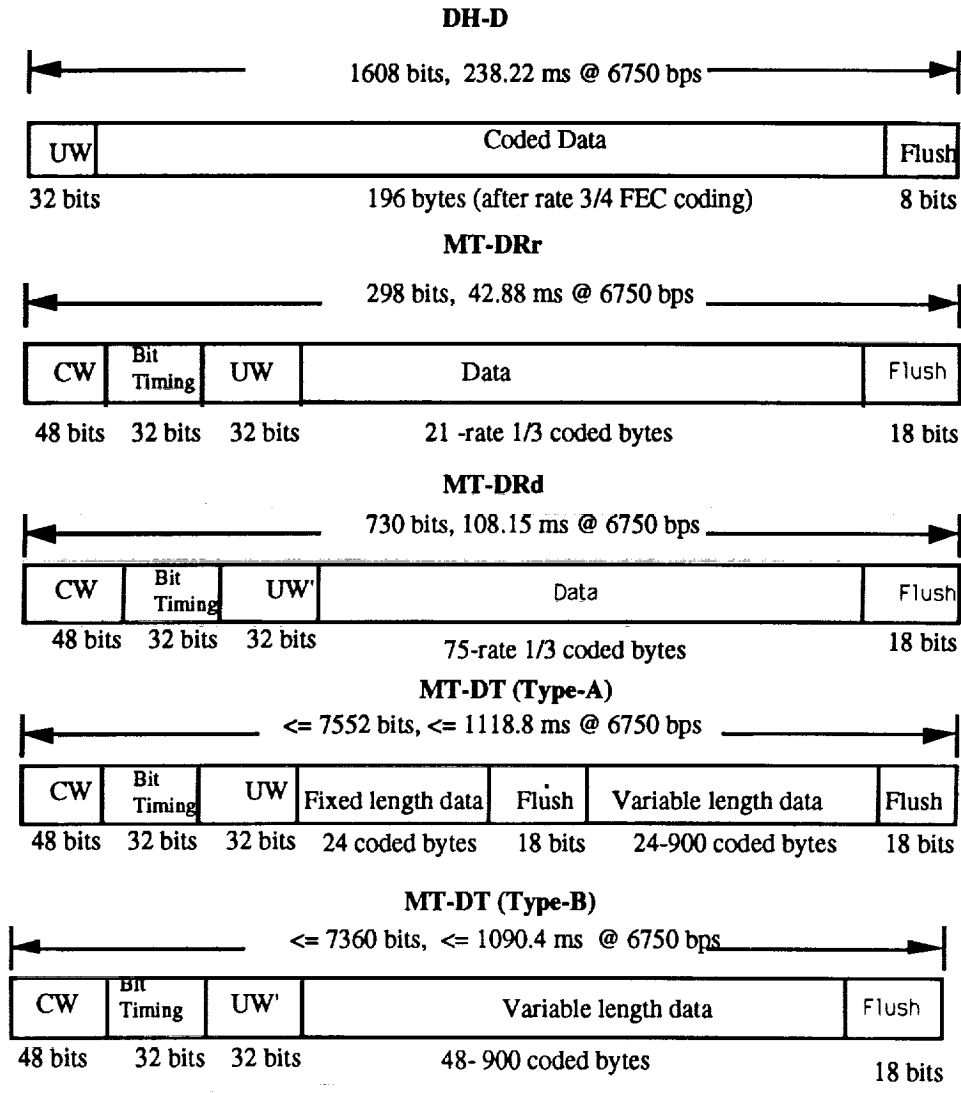 DH-D
1608 bits, 238.22 ms @ 6750 bps
UW Coded Data Flush
32 bits 196 bytes (after rate 3/4 FEC coding) 8 bits
MT-DRr
298 bits, 42.88 ms @ 6750 bps
CW Bit Timing UW Data Flush
48 bits 32 bits 32 bits 21 -rate 1/3 coded bytes 18 bits
MT-DRd
730 bits, 108.15 ms @ 6750 bps
CW Bit Timing UW' Data Flush
48 bits 32 bits 32 bits 75-rate 1/3 coded bytes 18 bits
MT-DT (Type-A)
<= 7552 bits, <= 1118.8 ms @ 6750 bps
CW Bit Timing UW Fixed length data Flush Variable length data Flush
48 bits 32 bits 32 bits 24 coded bytes 18 bits 24-900 coded bytes 18 bits
MT-DT (Type-B)
<= 7360 bits, <= 1090.4 ms @ 6750 bps
CW Bit Timing UW' Variable length data Flush
48 bits 32 bits 32 bits 48- 900 coded bytes 18 bits